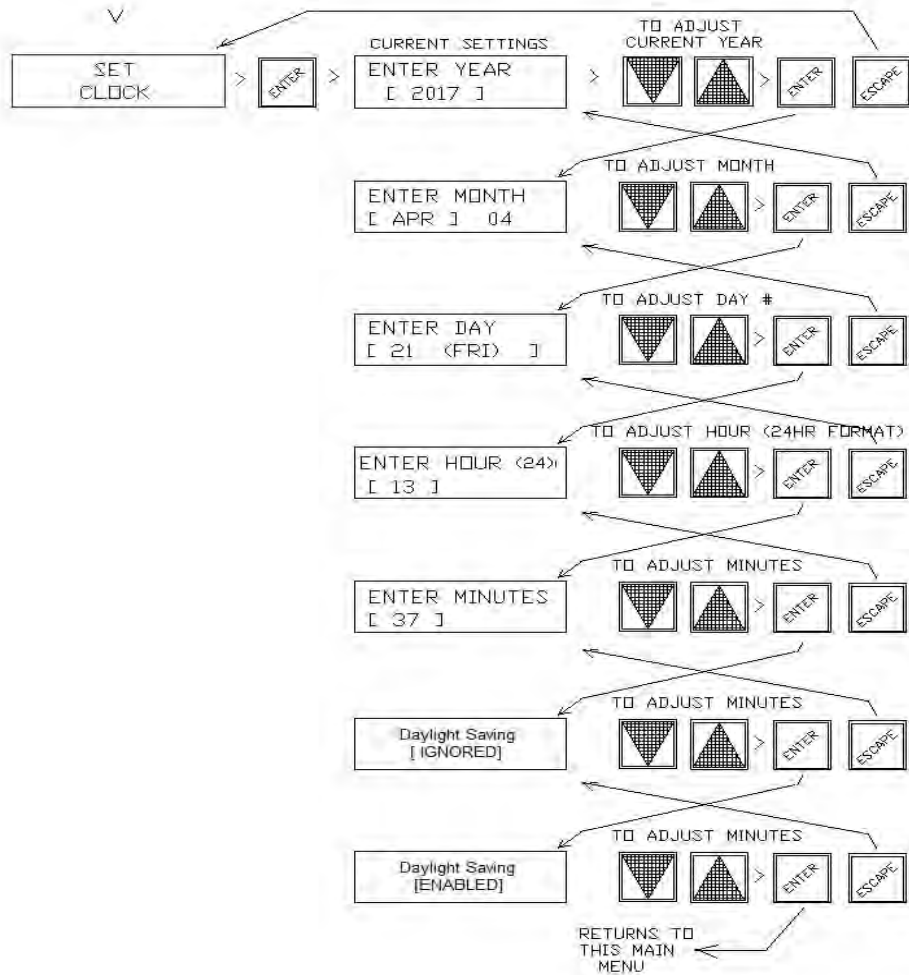 TO ADJUST
CURRENT YEAR
CURRENT SETTINGS
SET
CLOCK
>
ENTER
>
ENTER YEAR
[ 2017 ]
>
>
ENTER
ESCAPE
TO ADJUST MONTH
ENTER MONTH
[ APR ] 04
>
ENTER
ESCAPE
TO ADJUST DAY #
ENTER DAY
[ 21 (FRI) ]
>
ENTER
ESCAPE
TO ADJUST HOUR (24HR FORMAT)
ENTER HOUR (24)
[ 13 ]
>
ENTER
ESCAPE
TO ADJUST MINUTES
ENTER MINUTES
[ 37 ]
>
ENTER
ESCAPE
TO ADJUST MINUTES
Daylight Saving
[ IGNORED]
>
ENTER
ESCAPE
TO ADJUST MINUTES
Daylight Saving
[ENABLED]
>
ENTER
ESCAPE
RETURNS TO
THIS MAIN
MENU